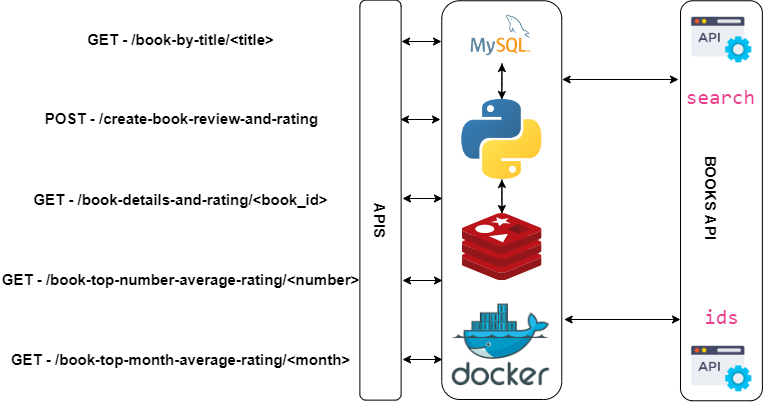 GET - /book-by-title/<title>
POST - /create-book-review-and-rating
GET - /book-details-and-rating/<book_id>
GET - /book-top-number-average-rating/<number>
GET - /book-top-month-average-rating/<month>
APIS
MySQL
docker
API
search
BOOKS API
ids
API